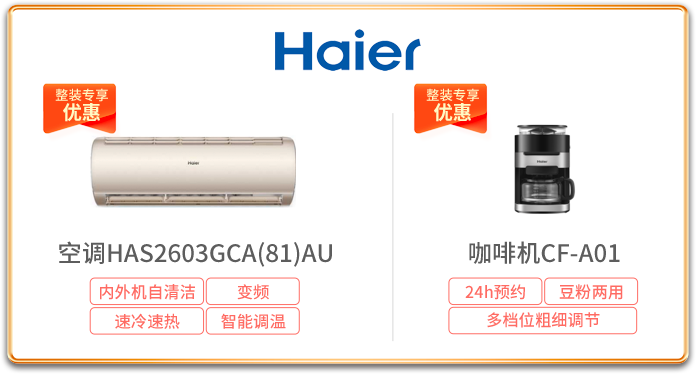 Haier
整装专享
优惠
Haier
空调HAS2603GCA(81)AU
内外机自清洁
变频
速冷速热
智能调温
整装专享
优惠
Haier
咖啡机CF-A01
24h预约
豆粉两用
多档位粗细调节